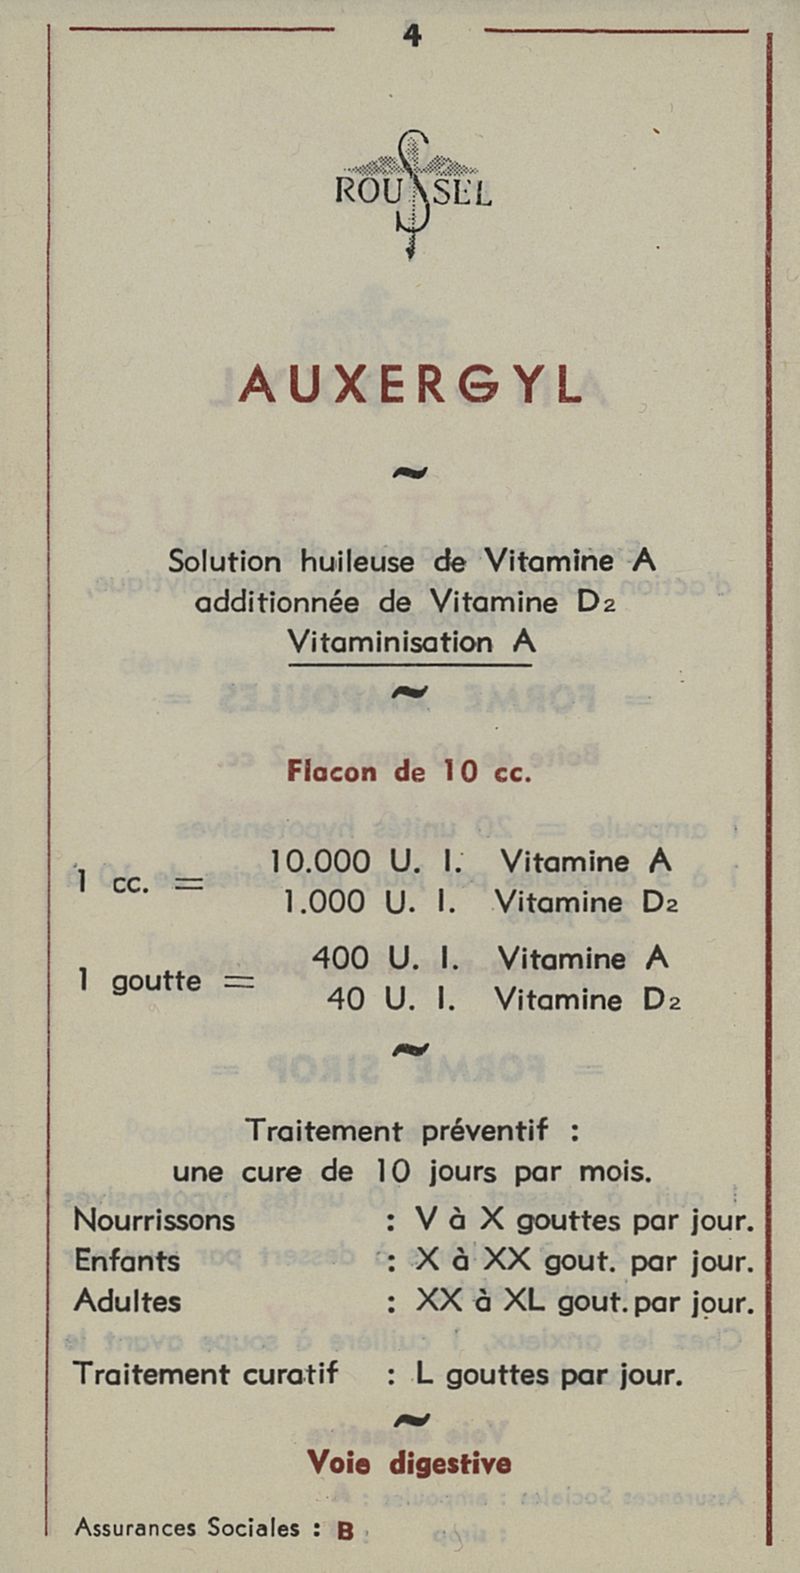 4
ROUSSEL
AUXERGYL
~
Solution huileuse de Vitamine A
additionnée de Vitamine D2
Vitaminisation A
~
Flacon de 10 cc.
1 cc. = 10.000 U. I. Vitamine A
1.000 U. I. Vitamine D2
1 goutte = 400 U. I. Vitamine A
40 U. I. Vitamine D2
~
Traitement préventif :
une cure de 10 jours par mois.
Nourrissons : V à X gouttes par jour.
Enfants : X à XX gout. par jour.
Adultes : XX à XL gout. par jour.
Traitement curatif : L gouttes par jour.
~
Voie digestive
Assurances Sociales : B